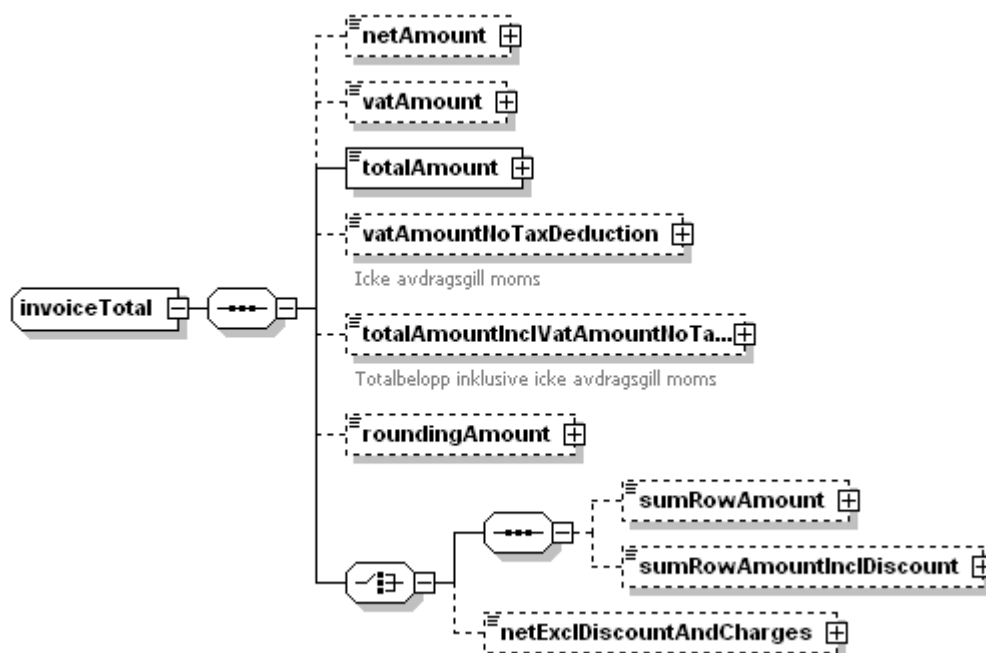 netAmount
vatAmount
totalAmount
vatAmountNoTaxDeduction
Icke avdragsgill moms
invoiceTotal
totalAmountInclVatAmountNoTa...
Totalbelopp inklusive icke avdragsgill moms
roundingAmount
sumRowAmount
sumRowAmountInclDiscount
netExclDiscountAndCharges